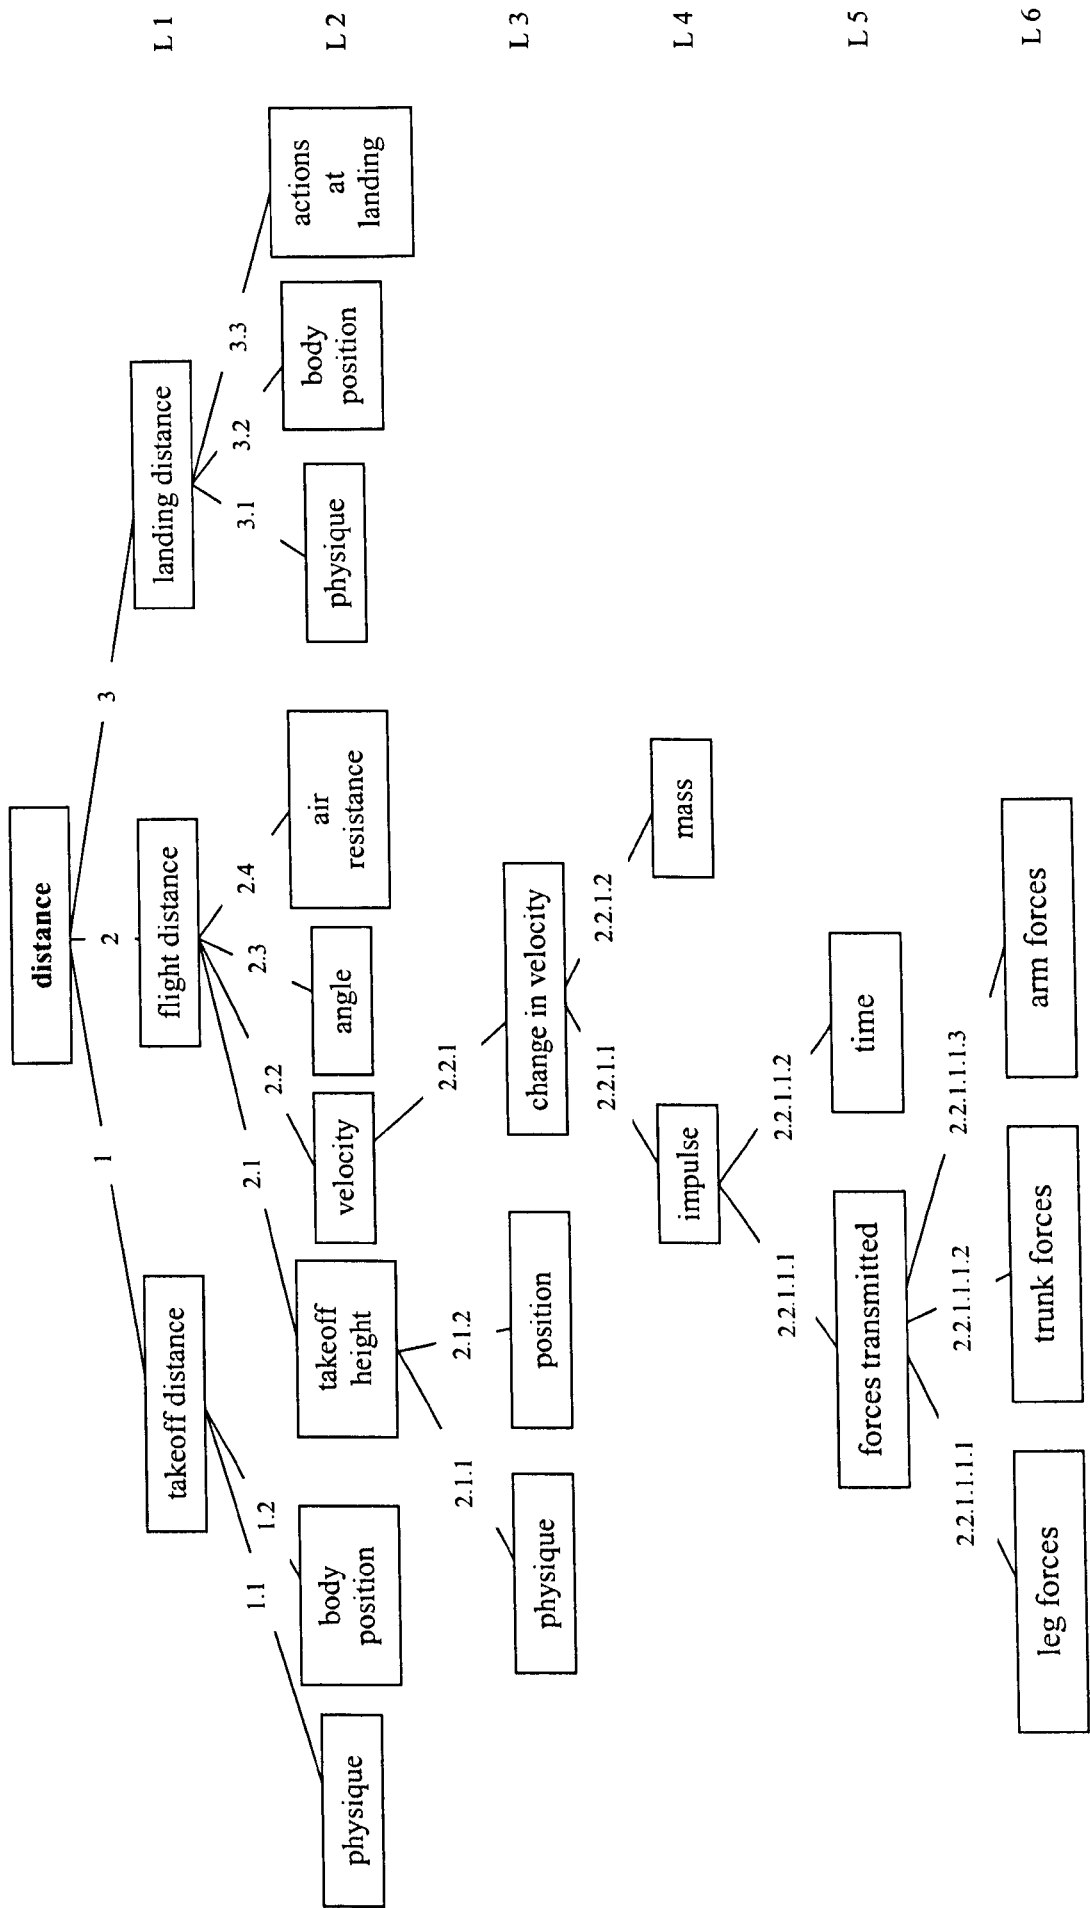 distance
L 1
1
2
3
takeoff distance
flight distance
landing distance
L 2
1.1
1.2
2.1
2.2
2.3
2.4
3.1
3.2
3.3
physique
body
position
takeoff
height
velocity
angle
air
resistance
physique
body
position
actions
at
landing
L 3
2.1.1
2.1.2
2.2.1
physique
position
change in velocity
L 4
2.2.1.1
2.2.1.2
impulse
mass
L 5
2.2.1.1.1
2.2.1.1.2
forces transmitted
time
L 6
2.2.1.1.1.1
2.2.1.1.1.2
2.2.1.1.1.3
leg forces
trunk forces
arm forces